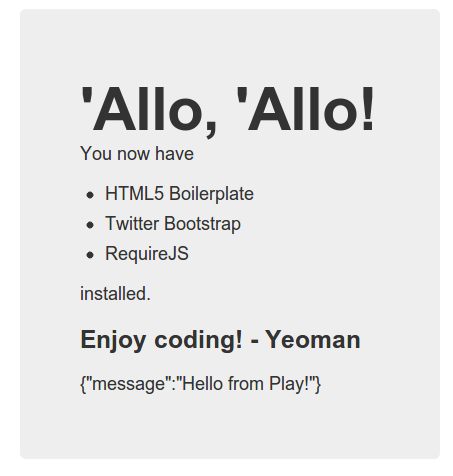 'Allo, 'Allo!
You now have
• HTML5 Boilerplate
• Twitter Bootstrap
• RequireJS
installed.
Enjoy coding! - Yeoman
{"message":"Hello from Play!"}